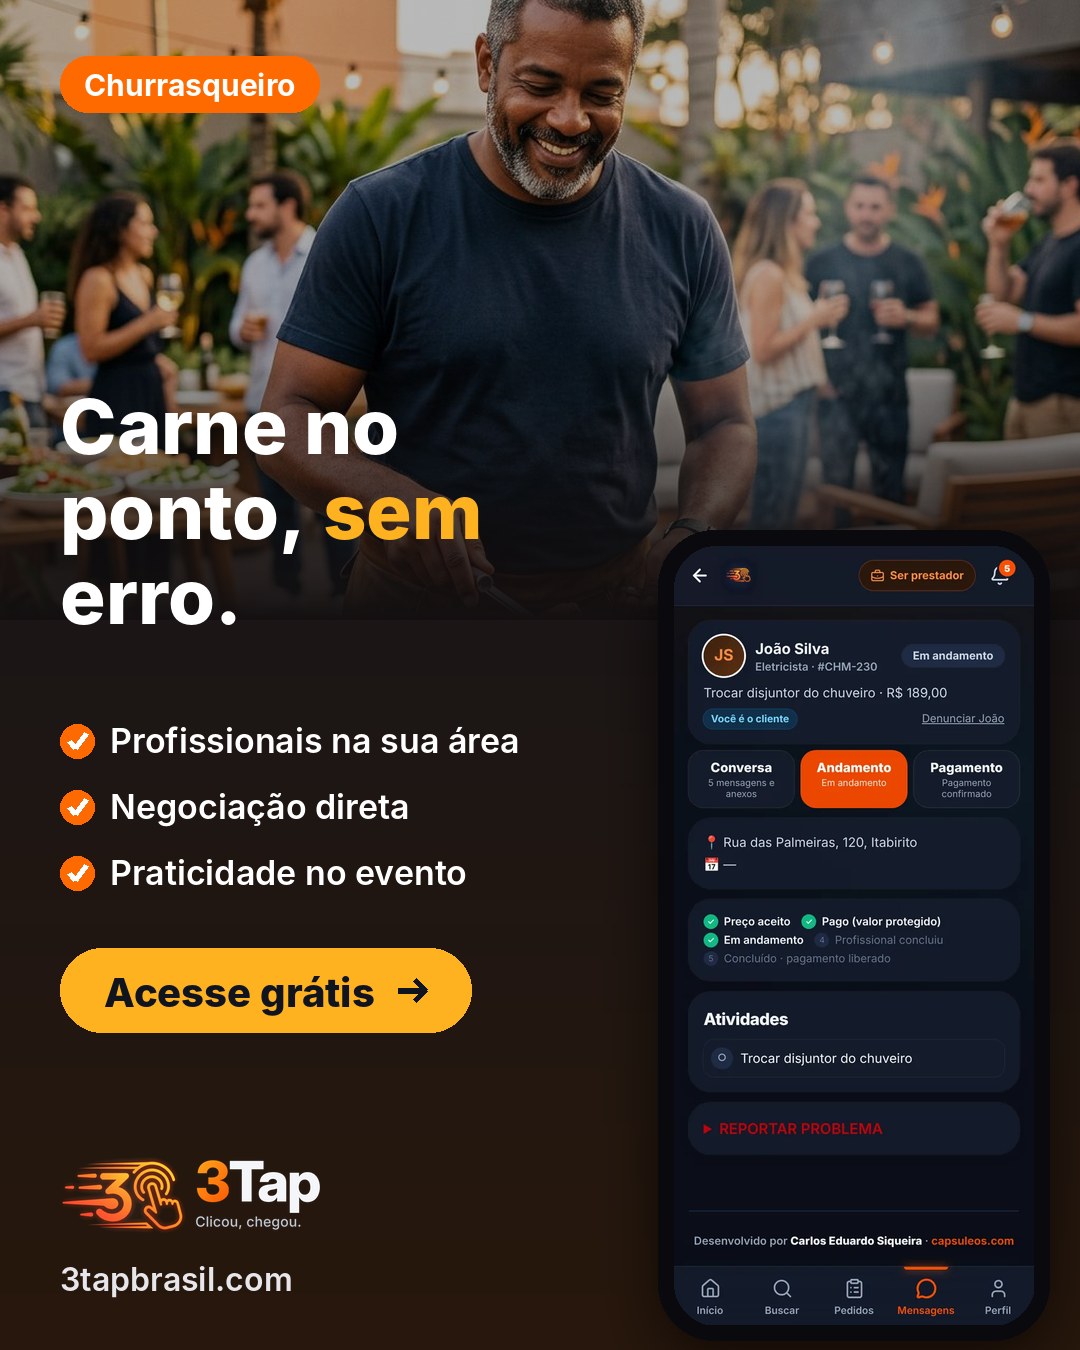 Churrasqueiro
Carne no
ponto, sem
erro.
Profissionais na sua área
Negociação direta
Praticidade no evento
Acesse grátis →
3Tap
Clicou, chegou.
3tapbrasil.com
Ser prestador
5
JS
João Silva
Eletricista · #CHM-230
Em andamento
Trocar disjuntor do chuveiro · R$ 189,00
Você é o cliente
Denunciar João
Conversa
5 mensagens e
anexos
Andamento
Em andamento
Pagamento
Pagamento
confirmado
Rua das Palmeiras, 120, Itabirito
17 —
Preço aceito Pago (valor protegido)
Em andamento 4 Profissional concluiu
5 Concluído · pagamento liberado
Atividades
Trocar disjuntor do chuveiro
REPORTAR PROBLEMA
Desenvolvido por Carlos Eduardo Siqueira · capsuleos.com
Início Buscar Pedidos Mensagens Perfil